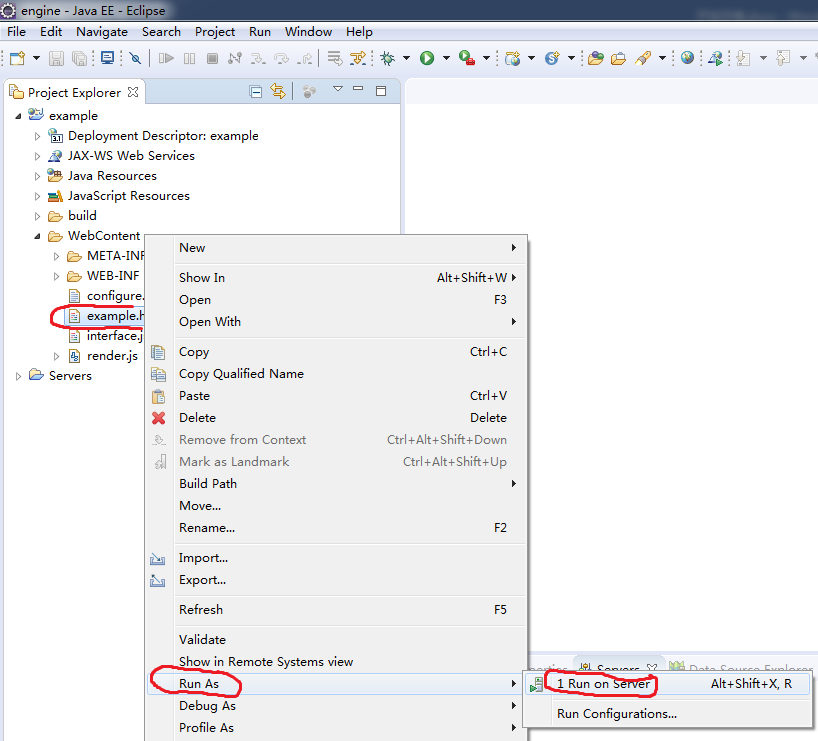 engine - Java EE - Eclipse
File Edit Navigate Search Project Run Window Help
Project Explorer
example
Deployment Descriptor: example
3.1
JAX-WS Web Services
Java Resources
JavaScript Resources
build
WebContent
META-INF
WEB-INF
configure.
example.h
interface.j
render.js
Servers
New
Show In Alt+Shift+W
Open F3
Open With
Copy Ctrl+C
Copy Qualified Name
Paste Ctrl+V
Delete Delete
Remove from Context Ctrl+Alt+Shift+Down
Mark as Landmark Ctrl+Alt+Shift+Up
Build Path
Move...
Rename... F2
Import...
Export...
Refresh F5
Validate
Show in Remote Systems view
Run As
Debug As
Profile As
Servers Data Source Explorer
1 Run on Server Alt+Shift+X, R
Run Configurations...